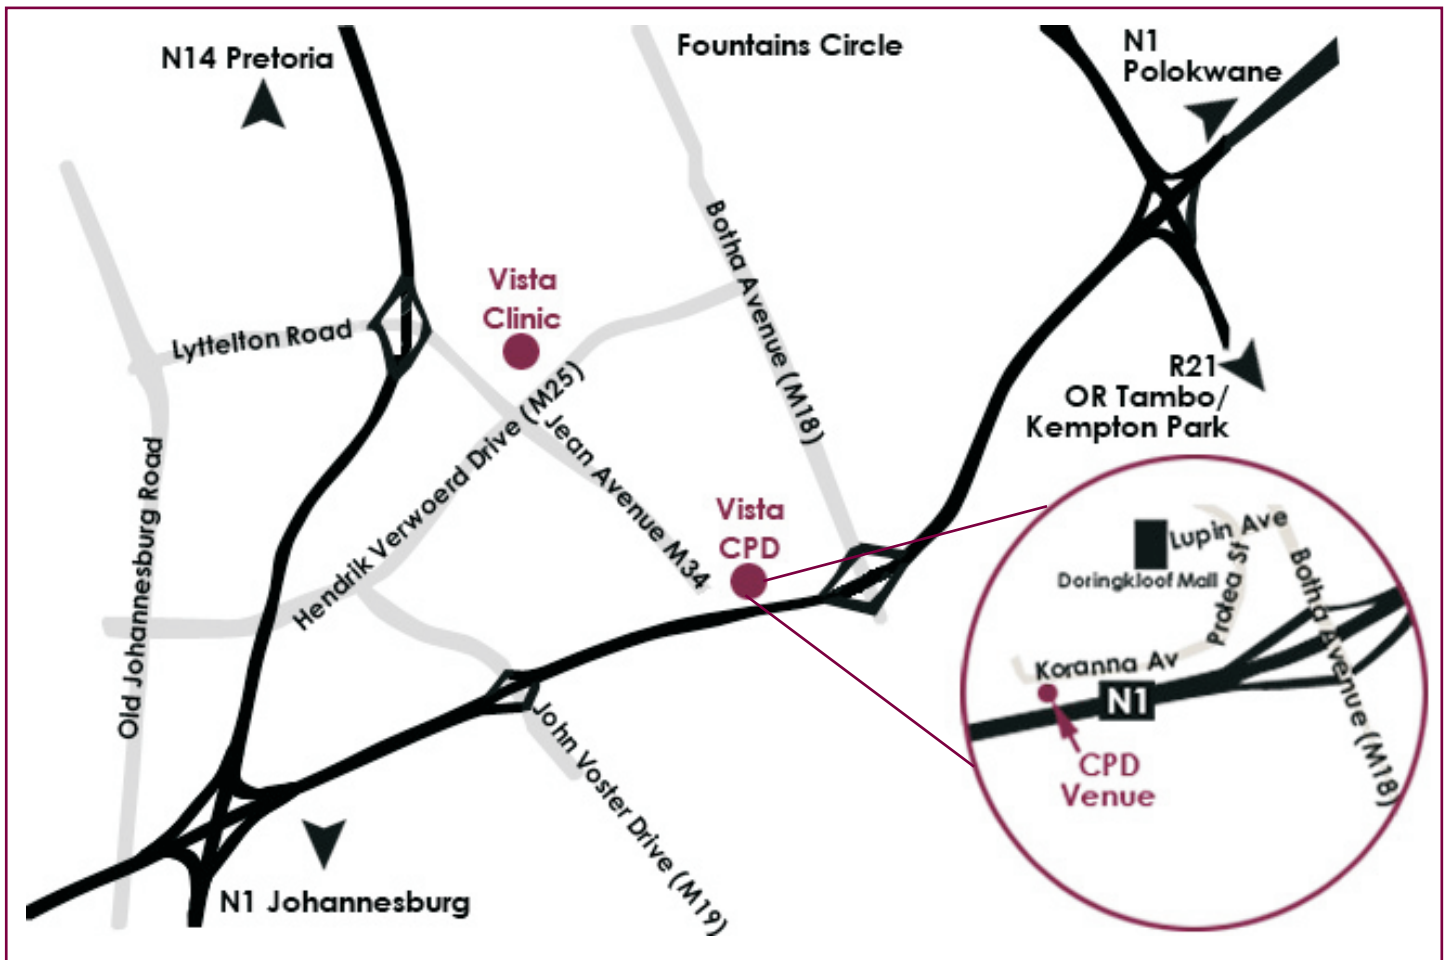 N14 Pretoria
Fountains Circle
N1
Polokwane
Botha Avenue (M18)
Vista
Clinic
Lyttelton Road
R21
OR Tambo/
Kempton Park
Hendrik Verwoerd Drive (M25)
Jean Avenue M34
Old Johannesburg Road
Vista
CPD
Lupin Ave
Doringkloof Mall
Protea St
Botha Avenue (M18)
Koranna Av
N1
CPD
Venue
John Voster Drive (M19)
N1 Johannesburg